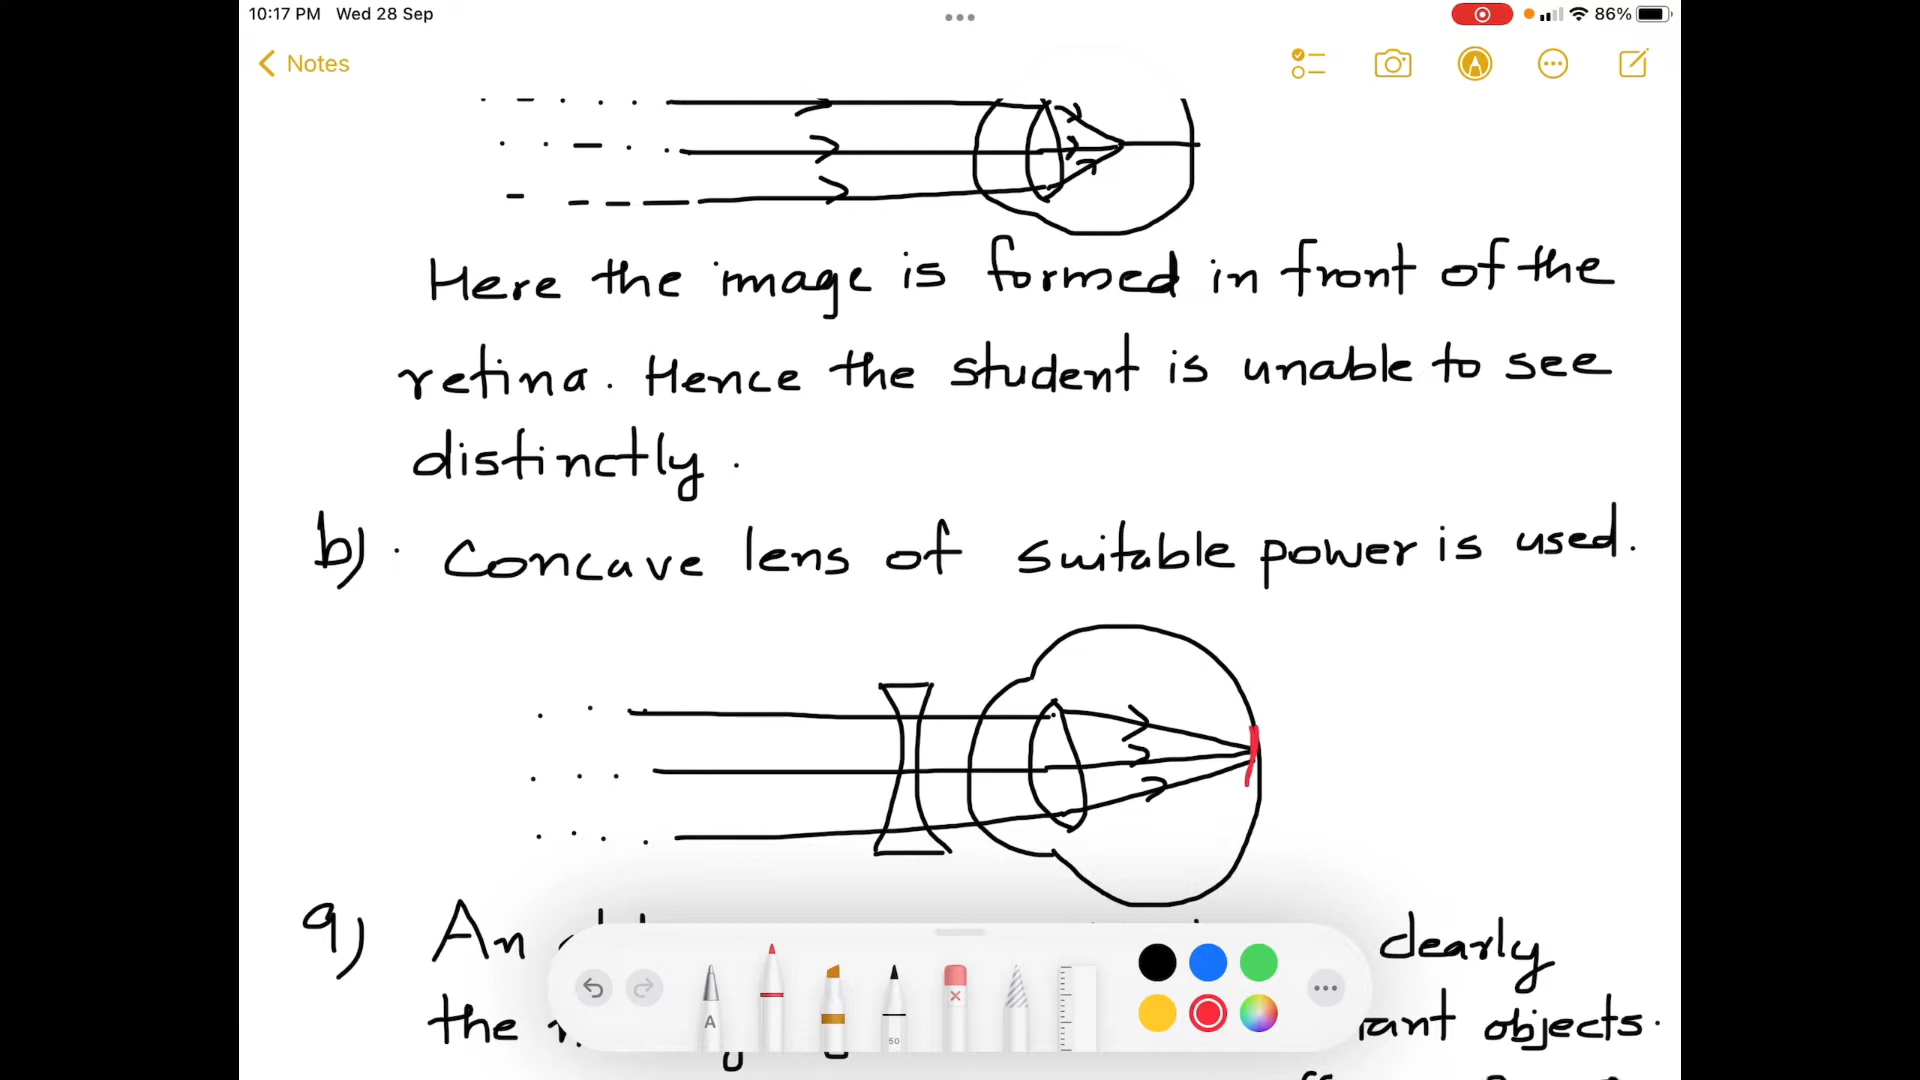 10:17 PM Wed 28 Sep
86%
Notes
Here the image is formed in front of the
retina. Hence the student is unable to see
distinctly.
b). Concave lens of suitable power is used.
9) An clearly
the objects.
A
50